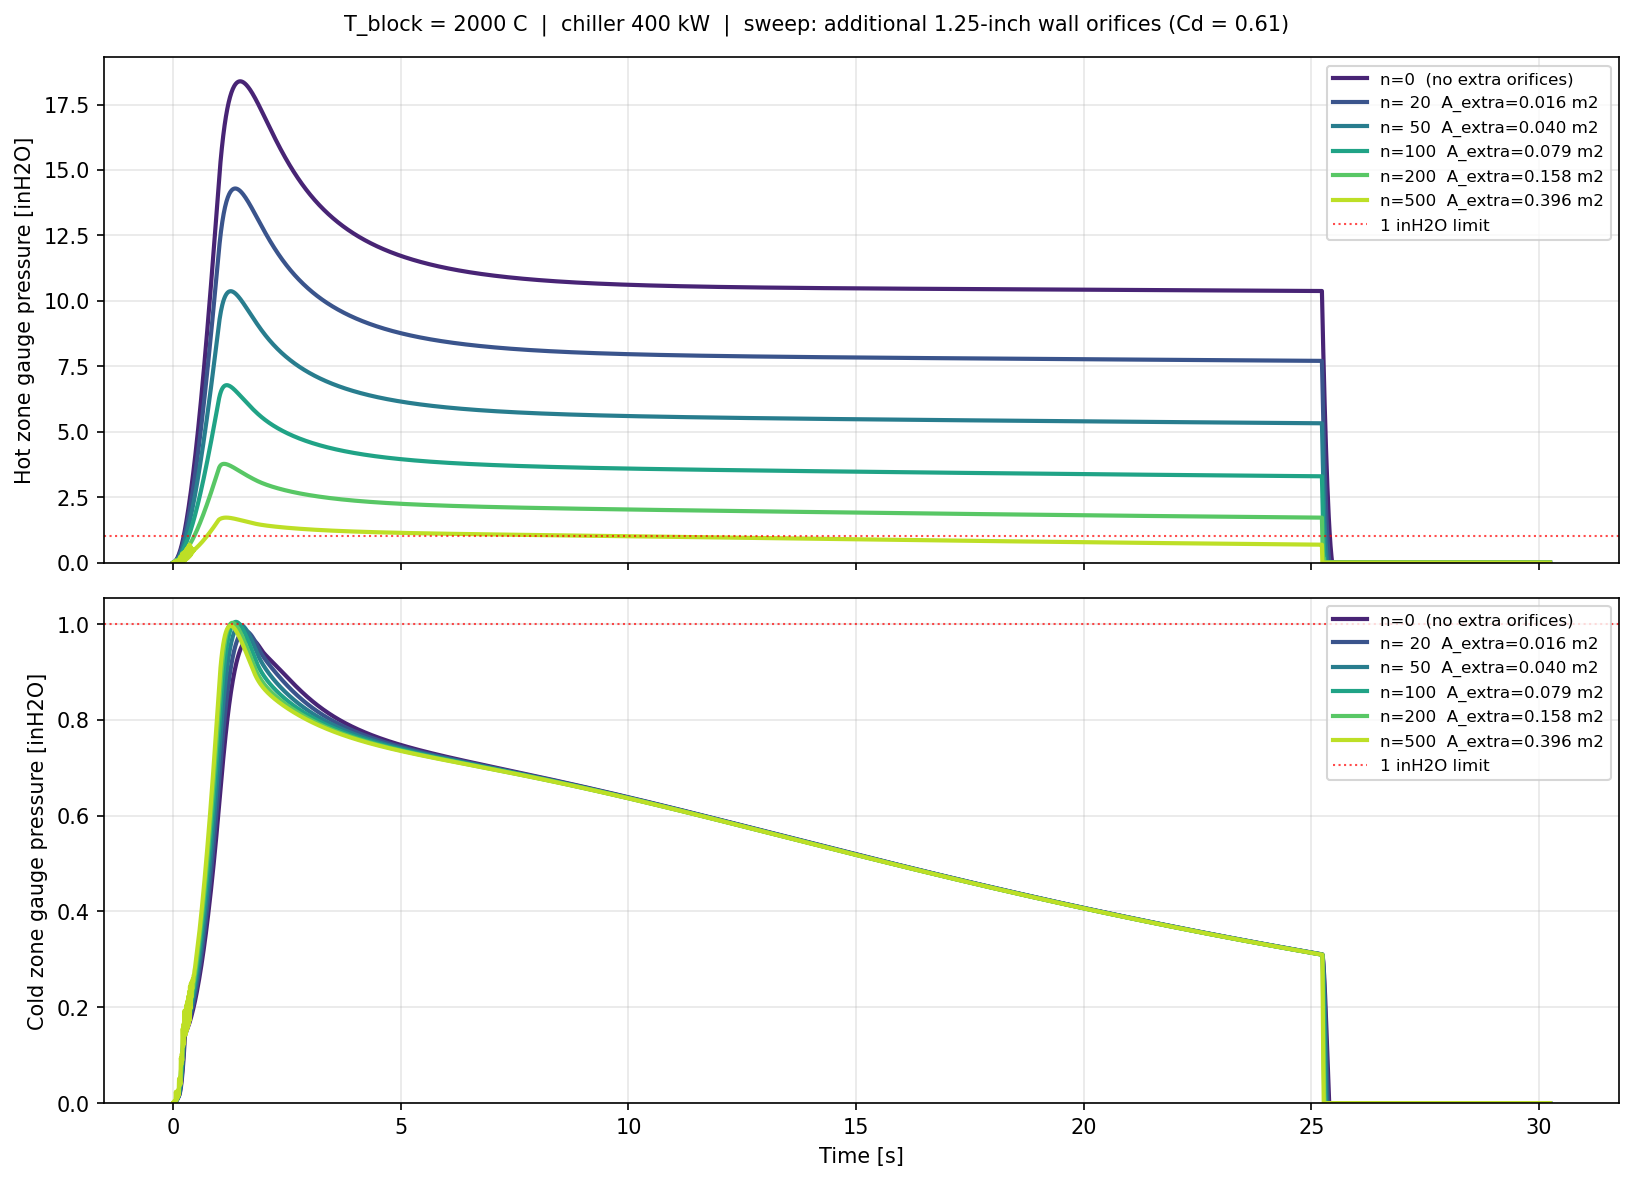 T_block = 2000 C | chiller 400 kW | sweep: additional 1.25-inch wall orifices (Cd = 0.61)
Hot zone gauge pressure [inH2O]
17.5
15.0
12.5
10.0
7.5
5.0
2.5
0.0
n=0 (no extra orifices)
n= 20 A_extra=0.016 m2
n= 50 A_extra=0.040 m2
n=100 A_extra=0.079 m2
n=200 A_extra=0.158 m2
n=500 A_extra=0.396 m2
1 inH2O limit
Cold zone gauge pressure [inH2O]
1.0
0.8
0.6
0.4
0.2
0.0
n=0 (no extra orifices)
n= 20 A_extra=0.016 m2
n= 50 A_extra=0.040 m2
n=100 A_extra=0.079 m2
n=200 A_extra=0.158 m2
n=500 A_extra=0.396 m2
1 inH2O limit
0 5 10 15 20 25 30
Time [s]